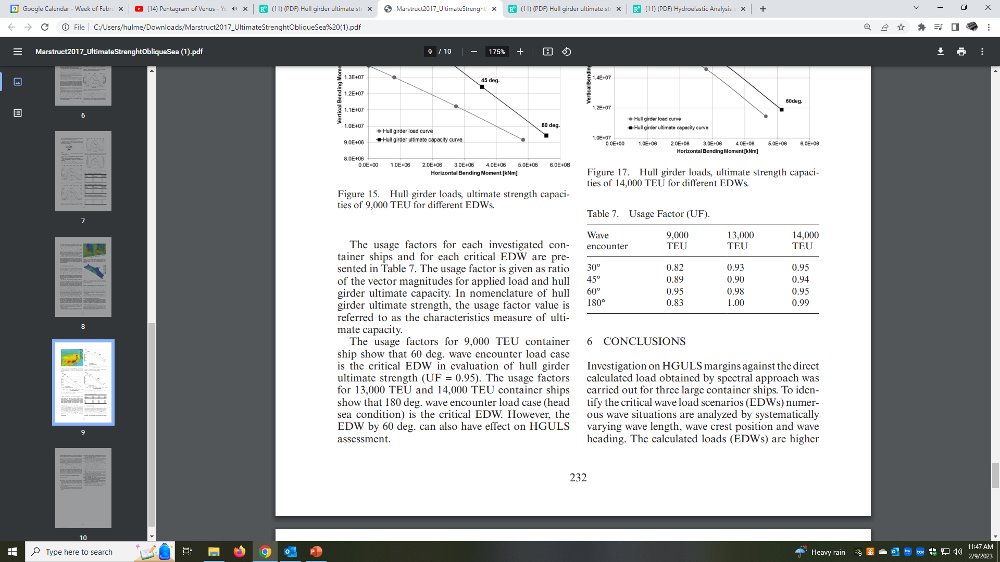 Google Calendar - Week of Febru
(14) Pentagram of Venus - Yo
(11) (PDF) Hull girder ultimate str
Marstruct2017_UltimateStrenght
(11) (PDF) Hull girder ultimate str
(11) (PDF) Hydroelastic Analysis o
File | C:/Users/hulme/Downloads/Marstruct2017_UltimateStrenghtObliqueSea%20(1).pdf
Marstruct2017_UltimateStrenghtObliqueSea (1).pdf
9 / 10
175%
6
7
8
9
10
Vertical Bending Mome
1.3E+07
1.2E+07
1.1E+07
1.0E+07
9.0E+06
8.0E+06
45 deg.
60 deg.
Hull girder load curve
Hull girder ultimate capacity curve
0.0E+00 1.0E+06 2.0E+06 3.0E+06 4.0E+06 5.0E+06 6.0E+06
Horizontal Bending Moment [kNm]
Figure 15. Hull girder loads, ultimate strength capaci-
ties of 9,000 TEU for different EDWs.
The usage factors for each investigated con-
tainer ships and for each critical EDW are pre-
sented in Table 7. The usage factor is given as ratio
of the vector magnitudes for applied load and hull
girder ultimate capacity. In nomenclature of hull
girder ultimate strength, the usage factor value is
referred to as the characteristics measure of ulti-
mate capacity.
The usage factors for 9,000 TEU container
ship show that 60 deg. wave encounter load case
is the critical EDW in evaluation of hull girder
ultimate strength (UF = 0.95). The usage factors
for 13,000 TEU and 14,000 TEU container ships
show that 180 deg. wave encounter load case (head
sea condition) is the critical EDW. However, the
EDW by 60 deg. can also have effect on HGULS
assessment.
Vertical Bending
1.4E+07
1.2E+07
1.0E+07
60deg.
Hull girder load curve
Hull girder ultimate capacity curve
0.0E+00 1.0E+06 2.0E+06 3.0E+06 4.0E+06 5.0E+06 6.0E+06
Horizontal Bending Moment [kNm]
Figure 17. Hull girder loads, ultimate strength capaci-
ties of 14,000 TEU for different EDWs.
Table 7. Usage Factor (UF).
Wave 9,000 13,000 14,000
encounter TEU TEU TEU
30° 0.82 0.93 0.95
45° 0.89 0.90 0.94
60° 0.95 0.98 0.95
180° 0.83 1.00 0.99
6 CONCLUSIONS
Investigation on HGULS margins against the direct
calculated load obtained by spectral approach was
carried out for three large container ships. To iden-
tify the critical wave load scenarios (EDWs) numer-
ous wave situations are analyzed by systematically
varying wave length, wave crest position and wave
heading. The calculated loads (EDWs) are higher
232
Type here to search
Heavy rain
11:47 AM
2/9/2023